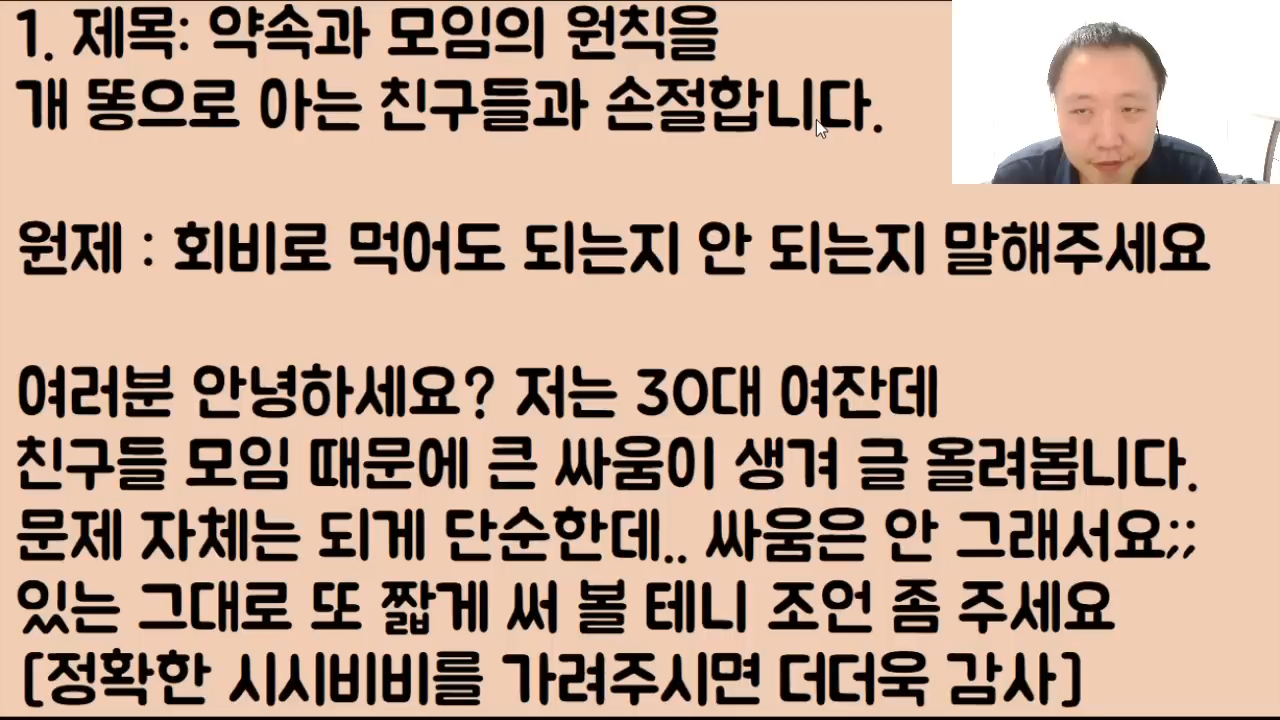 1. 제목: 약속과 모임의 원칙을
개 똥으로 아는 친구들과 손절합니다.
원제 : 회비로 먹어도 되는지 안 되는지 말해주세요
여러분 안녕하세요? 저는 30대 여잔데
친구들 모임 때문에 큰 싸움이 생겨 글 올려봅니다.
문제 자체는 되게 단순한데.. 싸움은 안 그래서요;;
있는 그대로 또 짧게 써 볼 테니 조언 좀 주세요
[정확한 시시비비를 가려주시면 더더욱 감사]